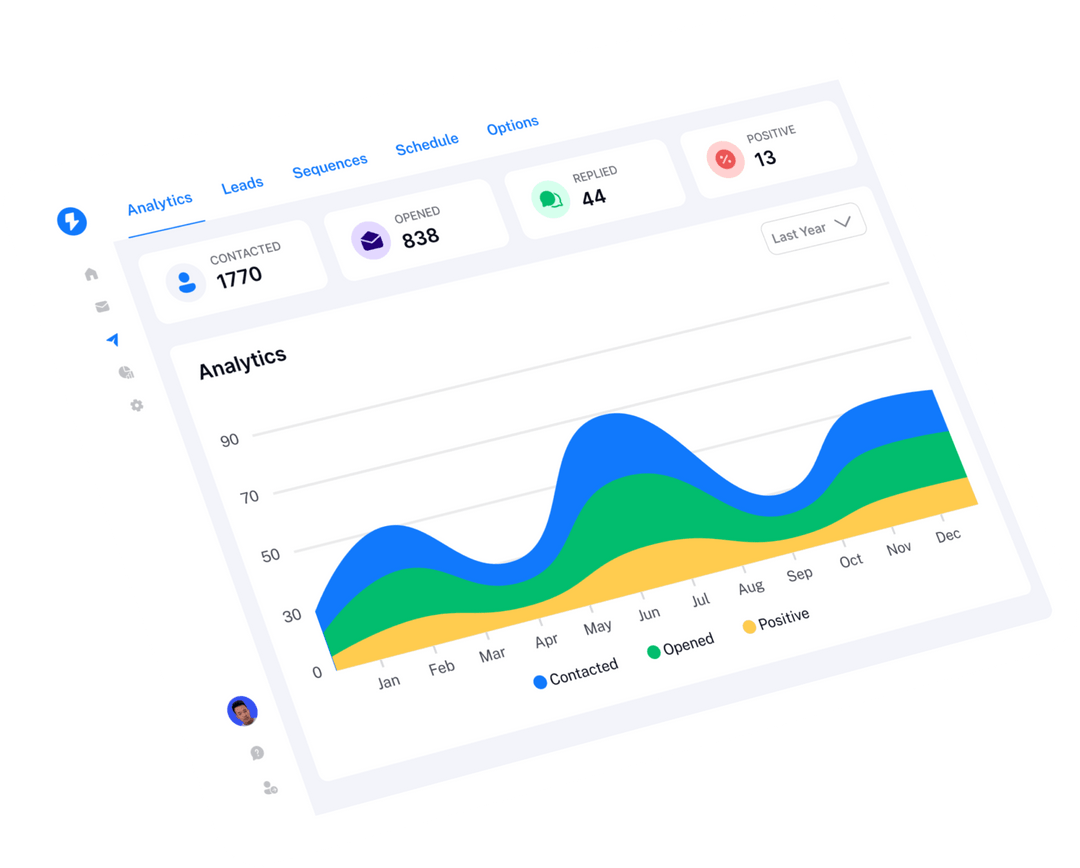 Analytics
Leads
Sequences
Schedule
Options
CONTACTED
1770
OPENED
838
REPLIED
44
POSITIVE
13
Last Year
Analytics
90
70
50
30
0
Jan
Feb
Mar
Apr
May
Jun
Jul
Aug
Sep
Oct
Nov
Dec
Contacted
Opened
Positive